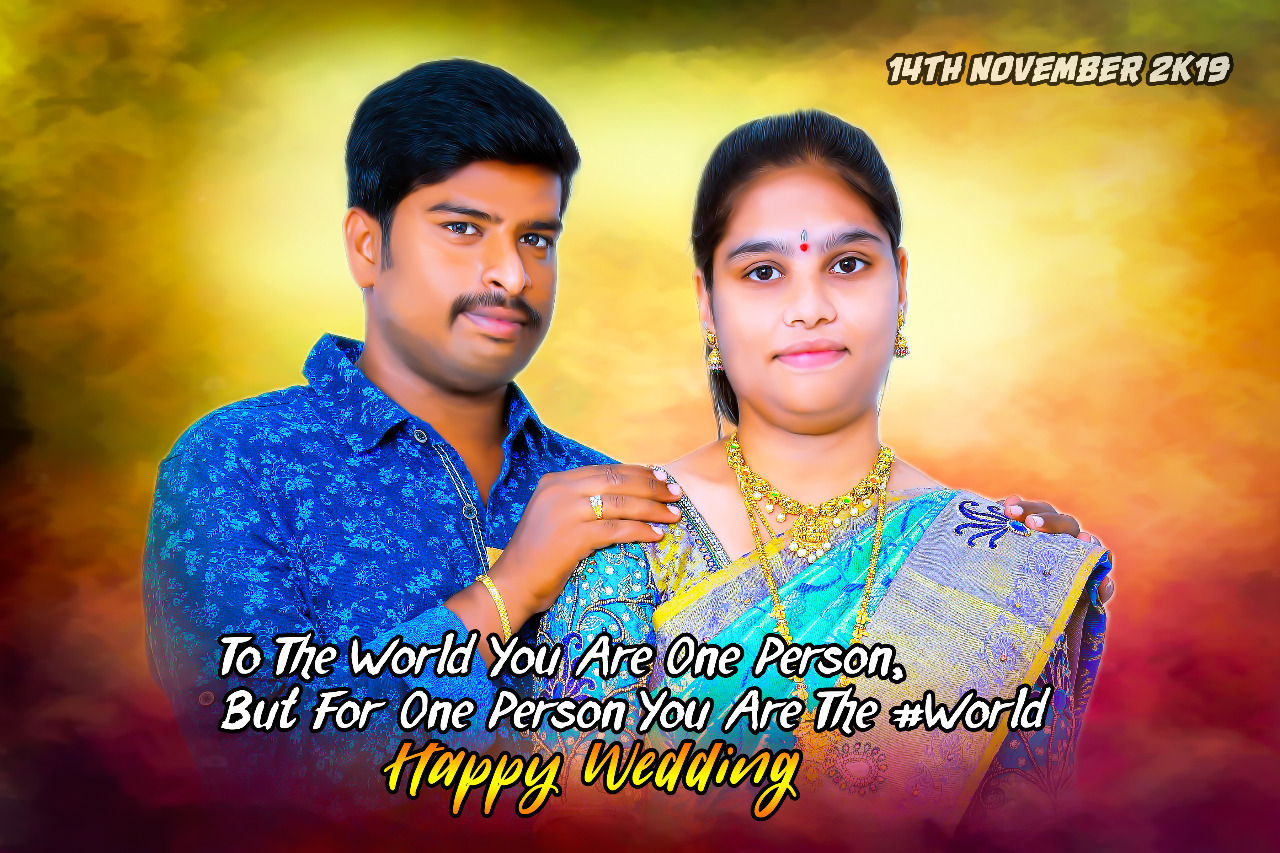 14TH NOVEMBER 2K19
To The World You Are One Person,
But For One Person You Are The #World
Happy Wedding